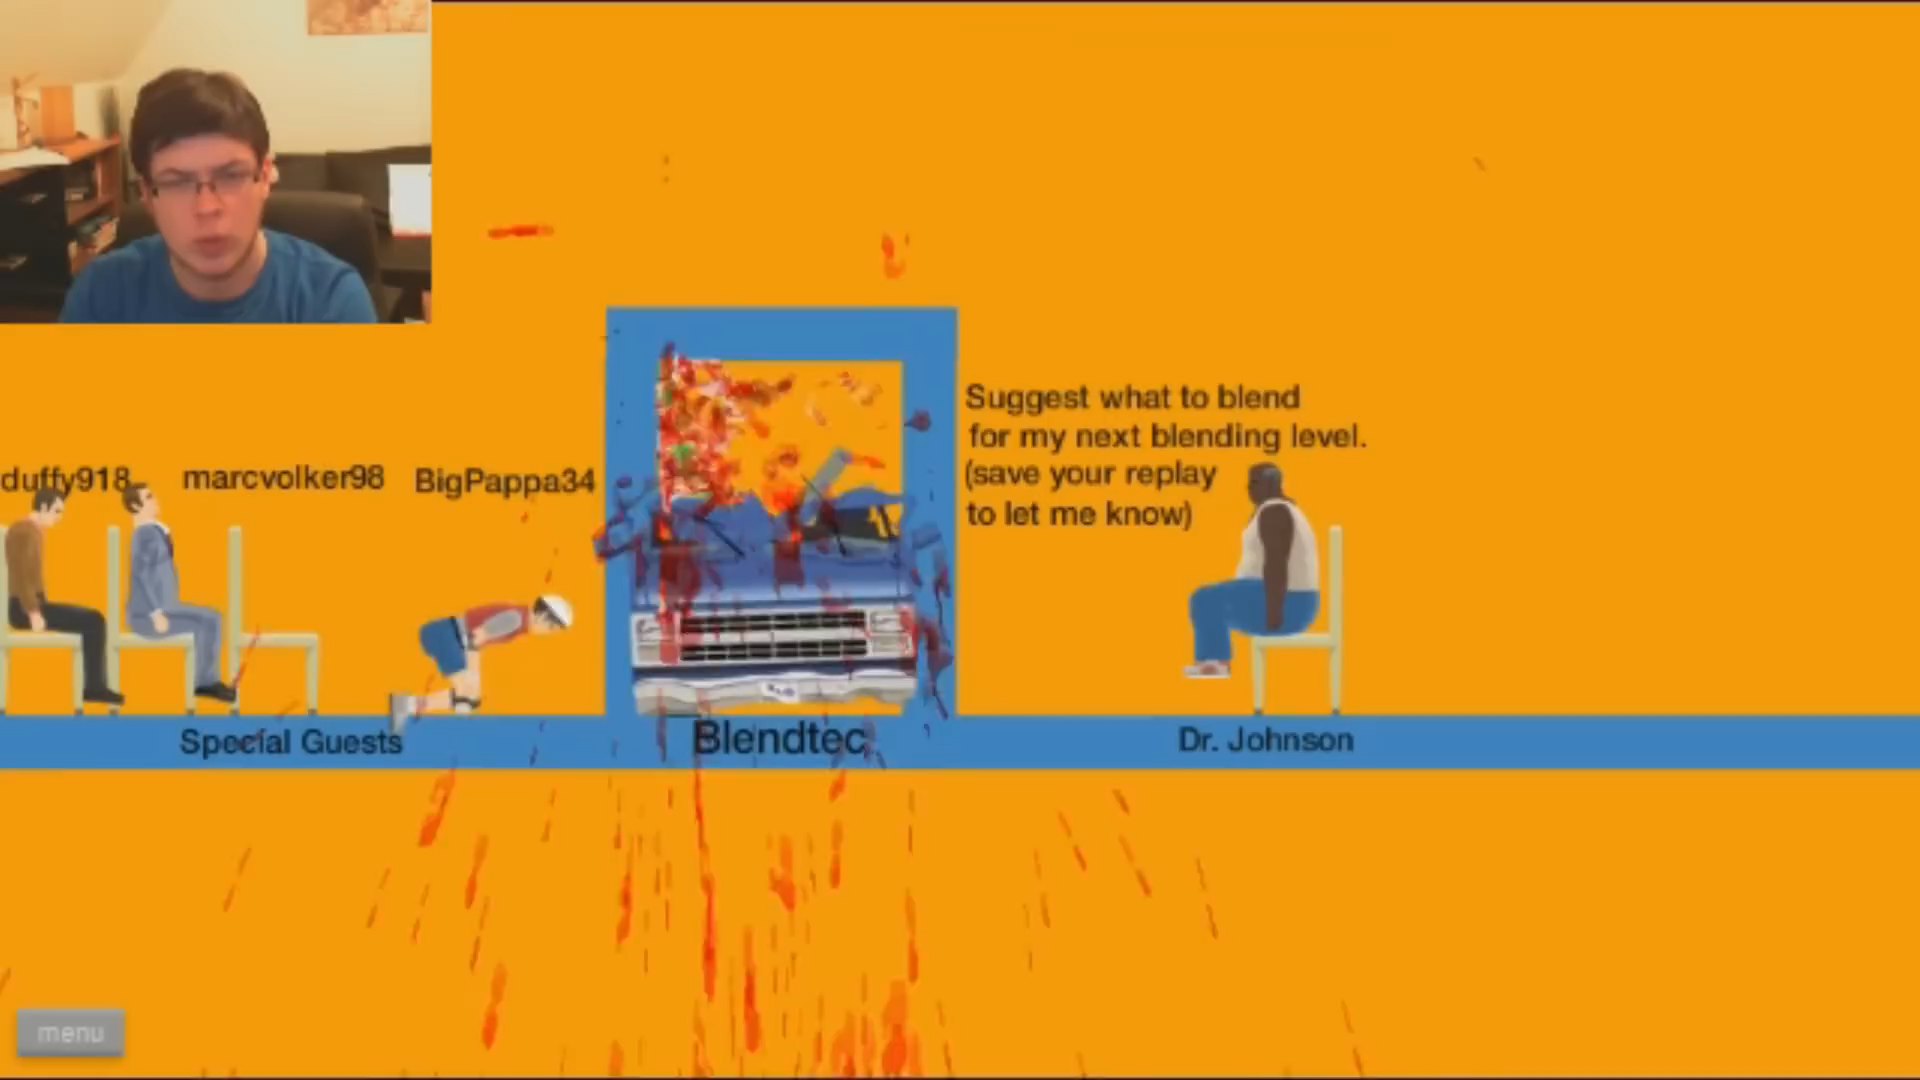 duffy918
marcvolker98
BigPappa34
Suggest what to blend
for my next blending level.
(save your replay
to let me know)
Special Guests
Blendtec
Dr. Johnson
menu